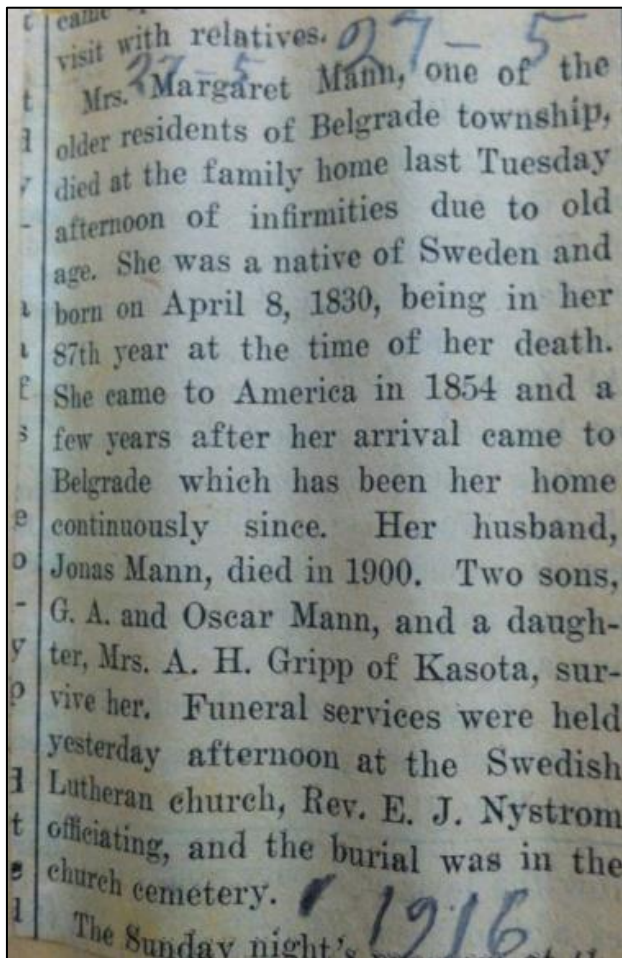 came
visit with relatives. 27-5
27-5
Mrs. Margaret Mann, one of the
older residents of Belgrade township,
died at the family home last Tuesday
afternoon of infirmities due to old
age. She was a native of Sweden and
born on April 8, 1830, being in her
87th year at the time of her death.
She came to America in 1854 and a
few years after her arrival came to
Belgrade which has been her home
continuously since. Her husband,
Jonas Mann, died in 1900. Two sons,
G. A. and Oscar Mann, and a daugh-
ter, Mrs. A. H. Gripp of Kasota, sur-
vive her. Funeral services were held
yesterday afternoon at the Swedish
Lutheran church, Rev. E. J. Nystrom
officiating, and the burial was in the
church cemetery. 1916
The Sunday night's